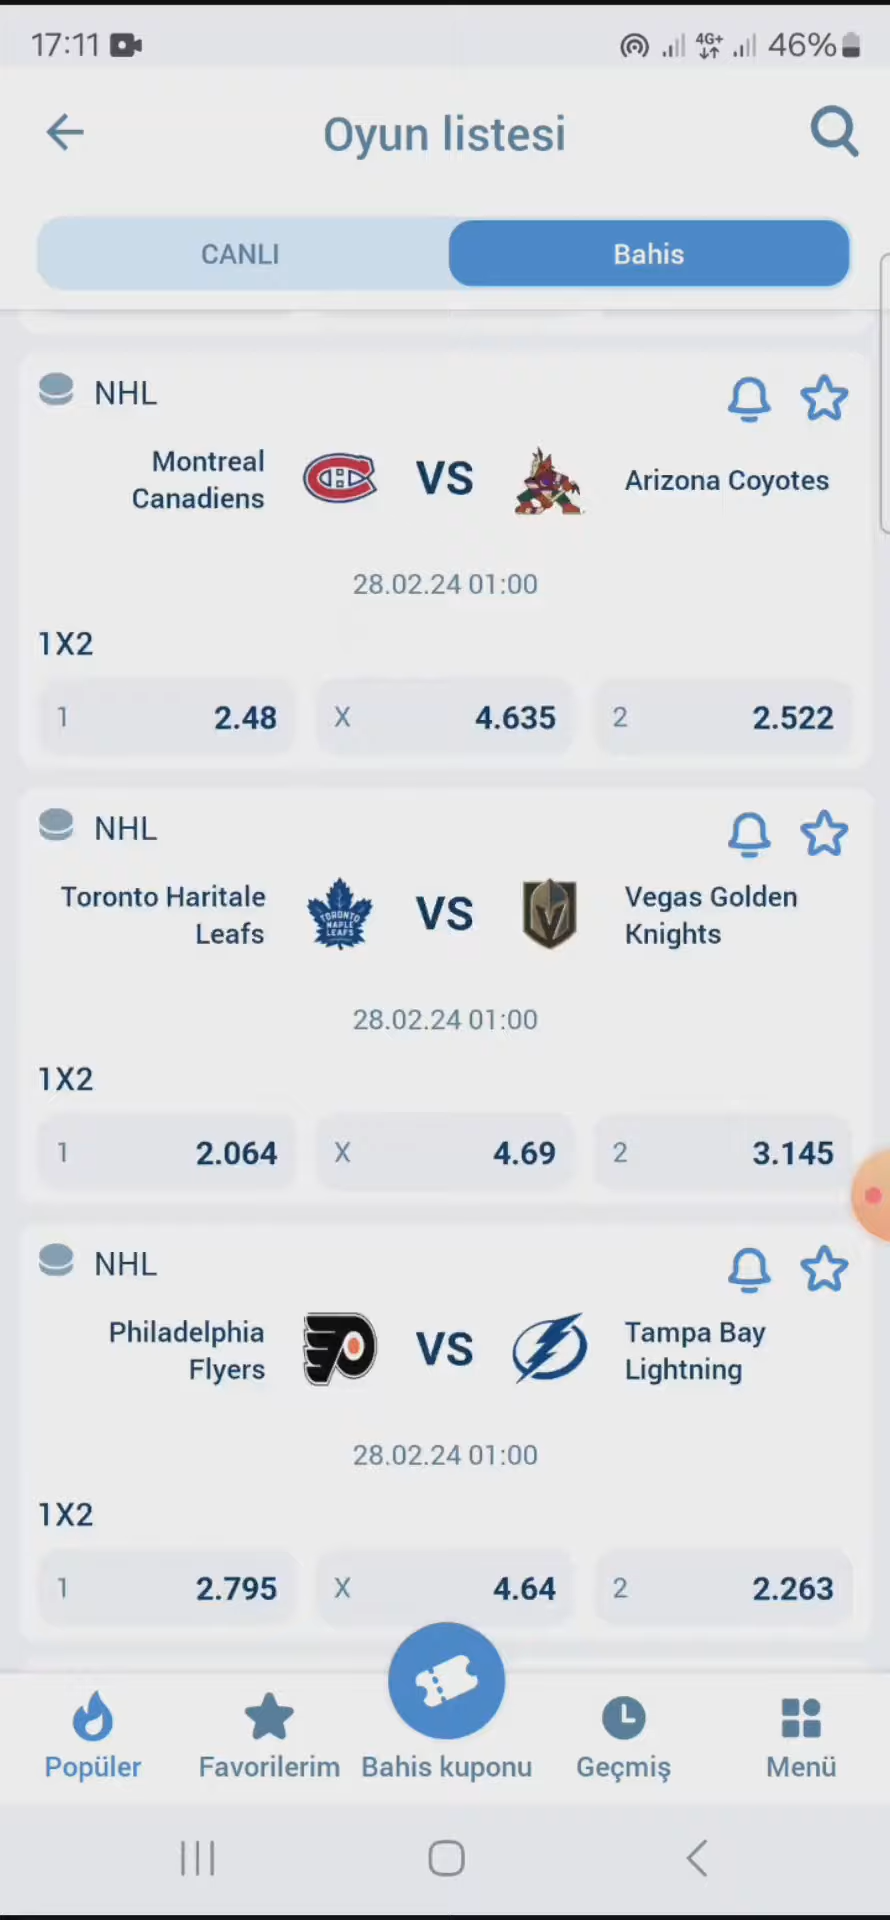 17:11 4G+ 46%
Oyun listesi
CANLI Bahis
NHL
Montreal Canadiens VS Arizona Coyotes
28.02.24 01:00
1X2
1 2.48 X 4.635 2 2.522
NHL
Toronto Haritale Leafs TORONTO MAPLE LEAFS VS Vegas Golden Knights
28.02.24 01:00
1X2
1 2.064 X 4.69 2 3.145
NHL
Philadelphia Flyers VS Tampa Bay Lightning
28.02.24 01:00
1X2
1 2.795 X 4.64 2 2.263
Popüler Favorilerim Bahis kuponu Geçmiş Menü